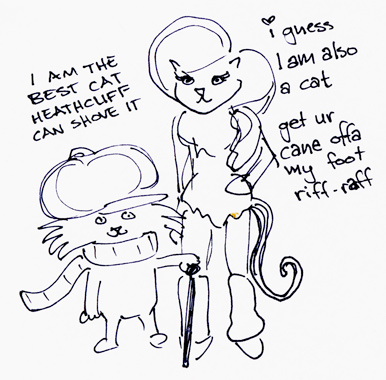 I AM THE
BEST CAT
HEATHCLIFF
CAN SHOVE IT
i guess
I am also
a cat
get ur
cane offa
my foot
riff-raff